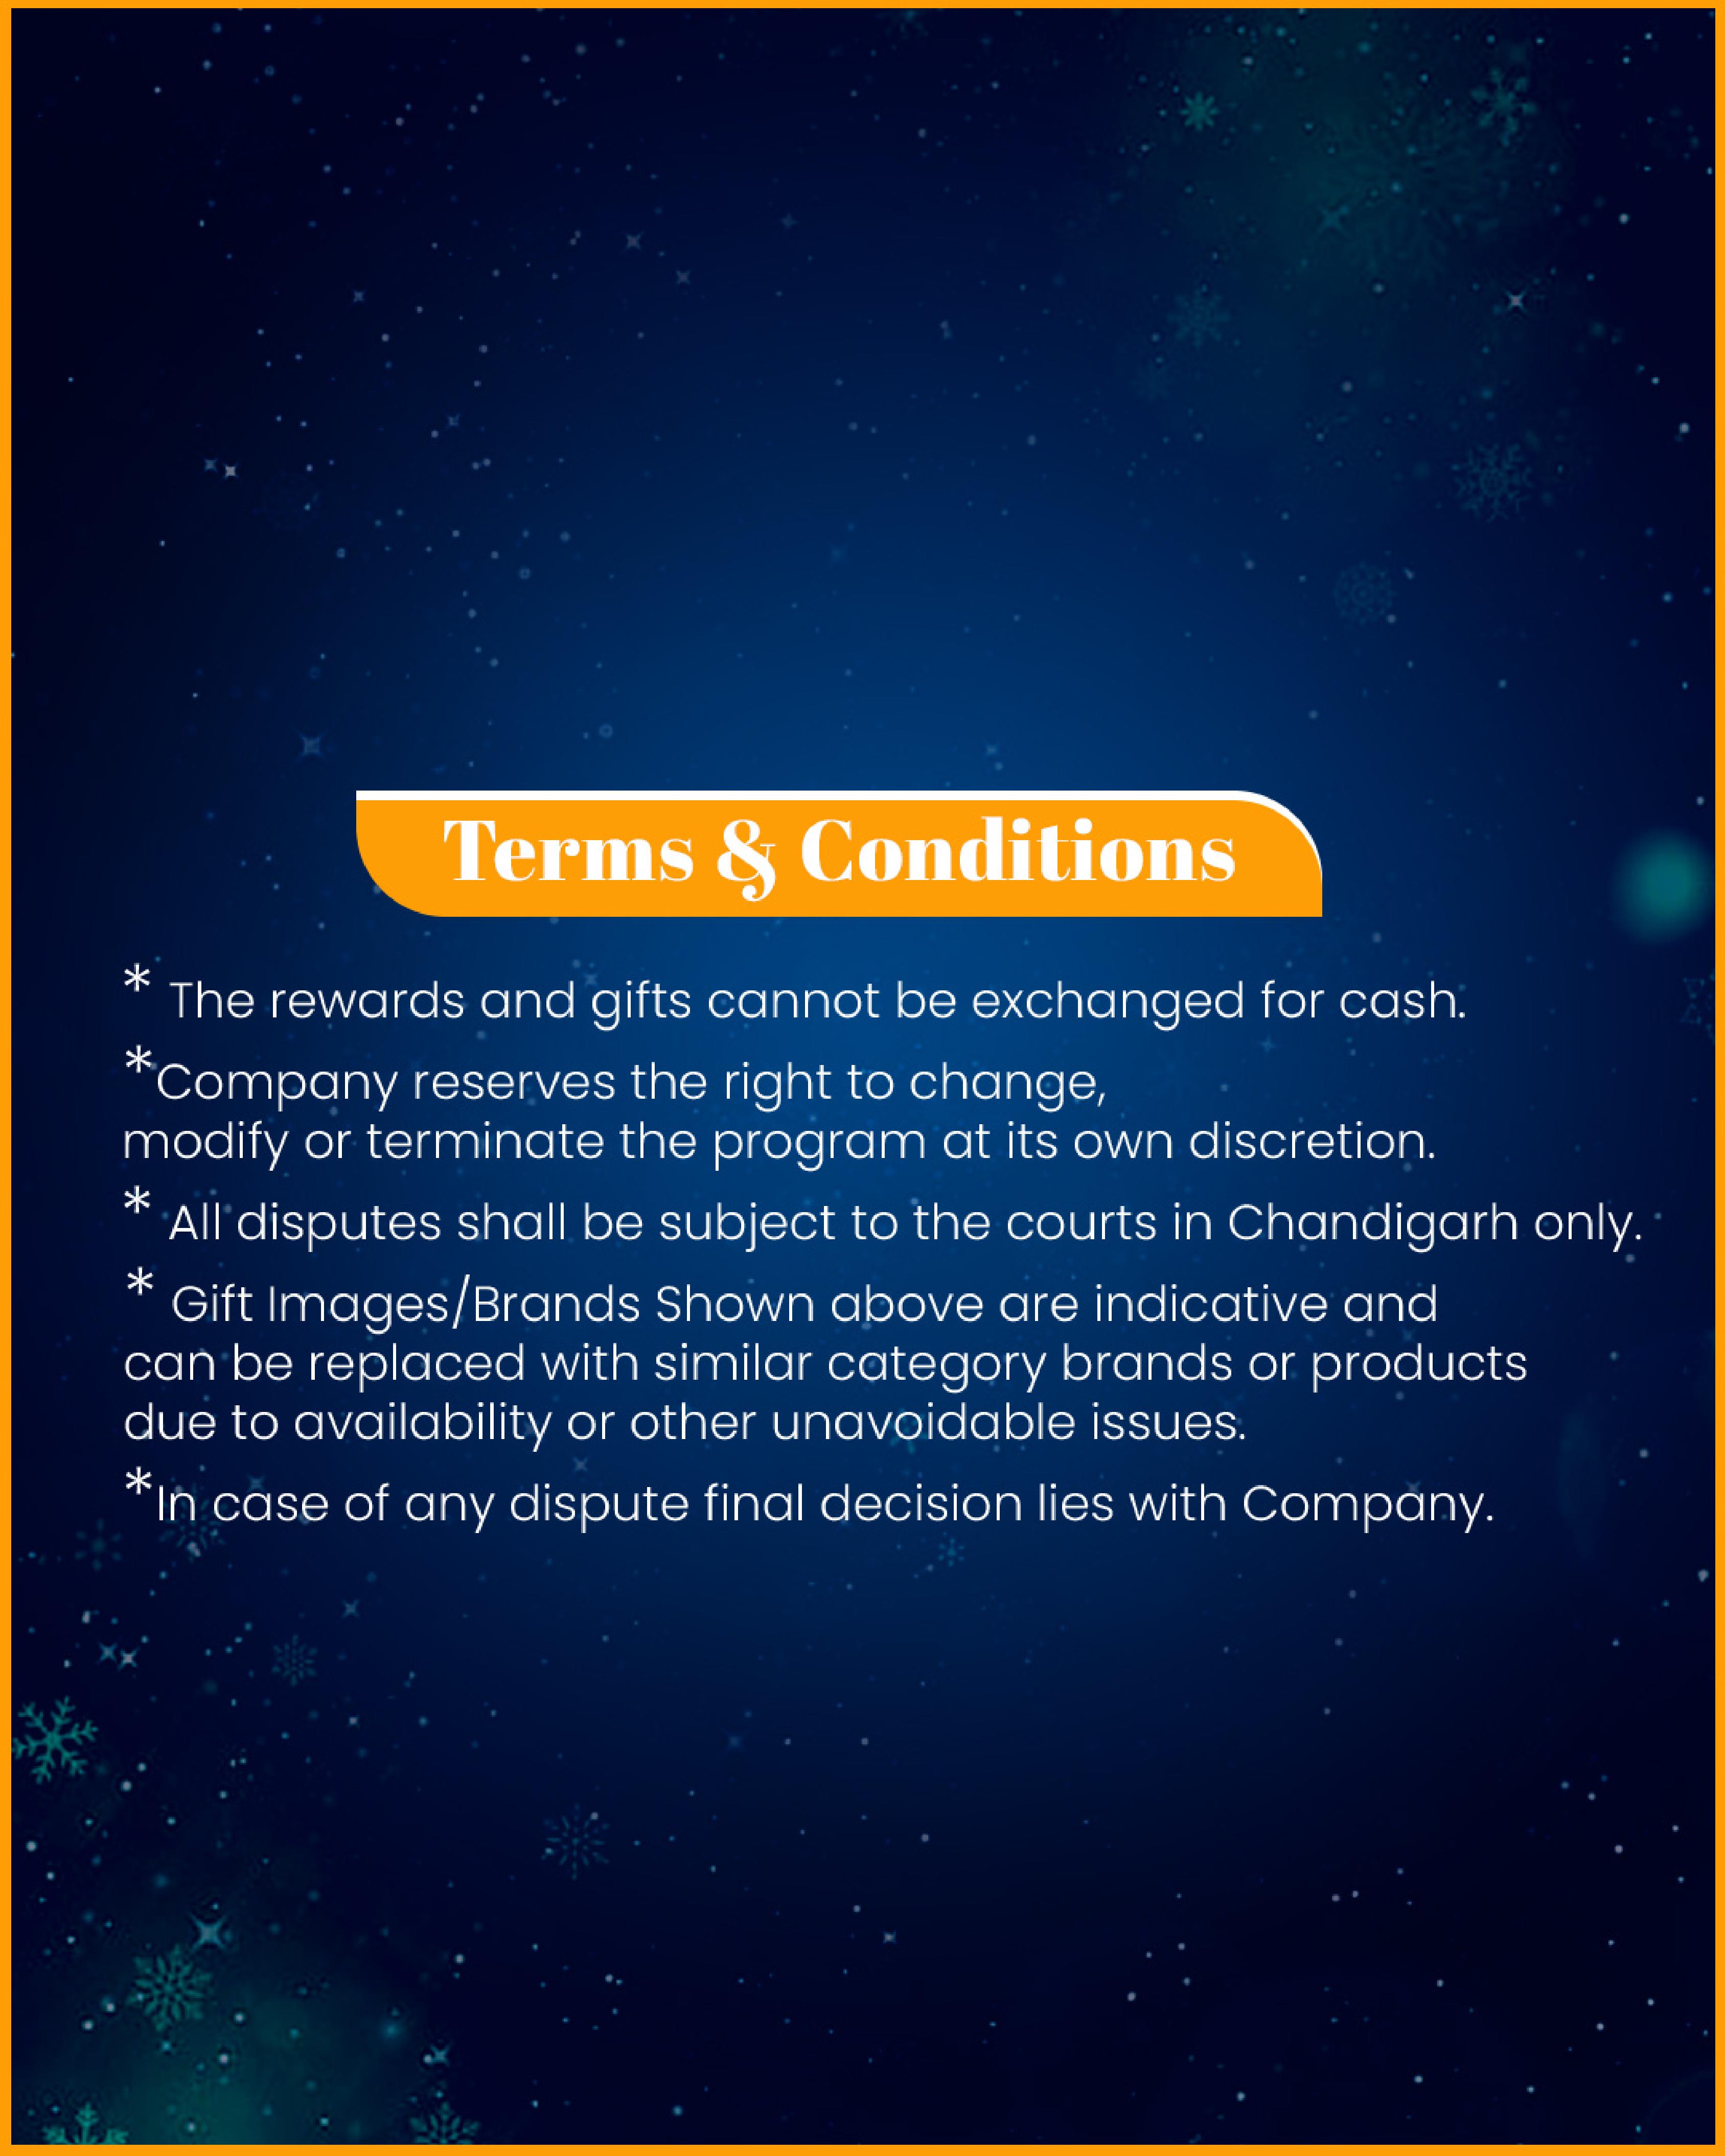 Terms & Conditions
* The rewards and gifts cannot be exchanged for cash.
*Company reserves the right to change,
modify or terminate the program at its own discretion.
* All disputes shall be subject to the courts in Chandigarh only.
* Gift Images/Brands Shown above are indicative and
can be replaced with similar category brands or products
due to availability or other unavoidable issues.
*In case of any dispute final decision lies with Company.